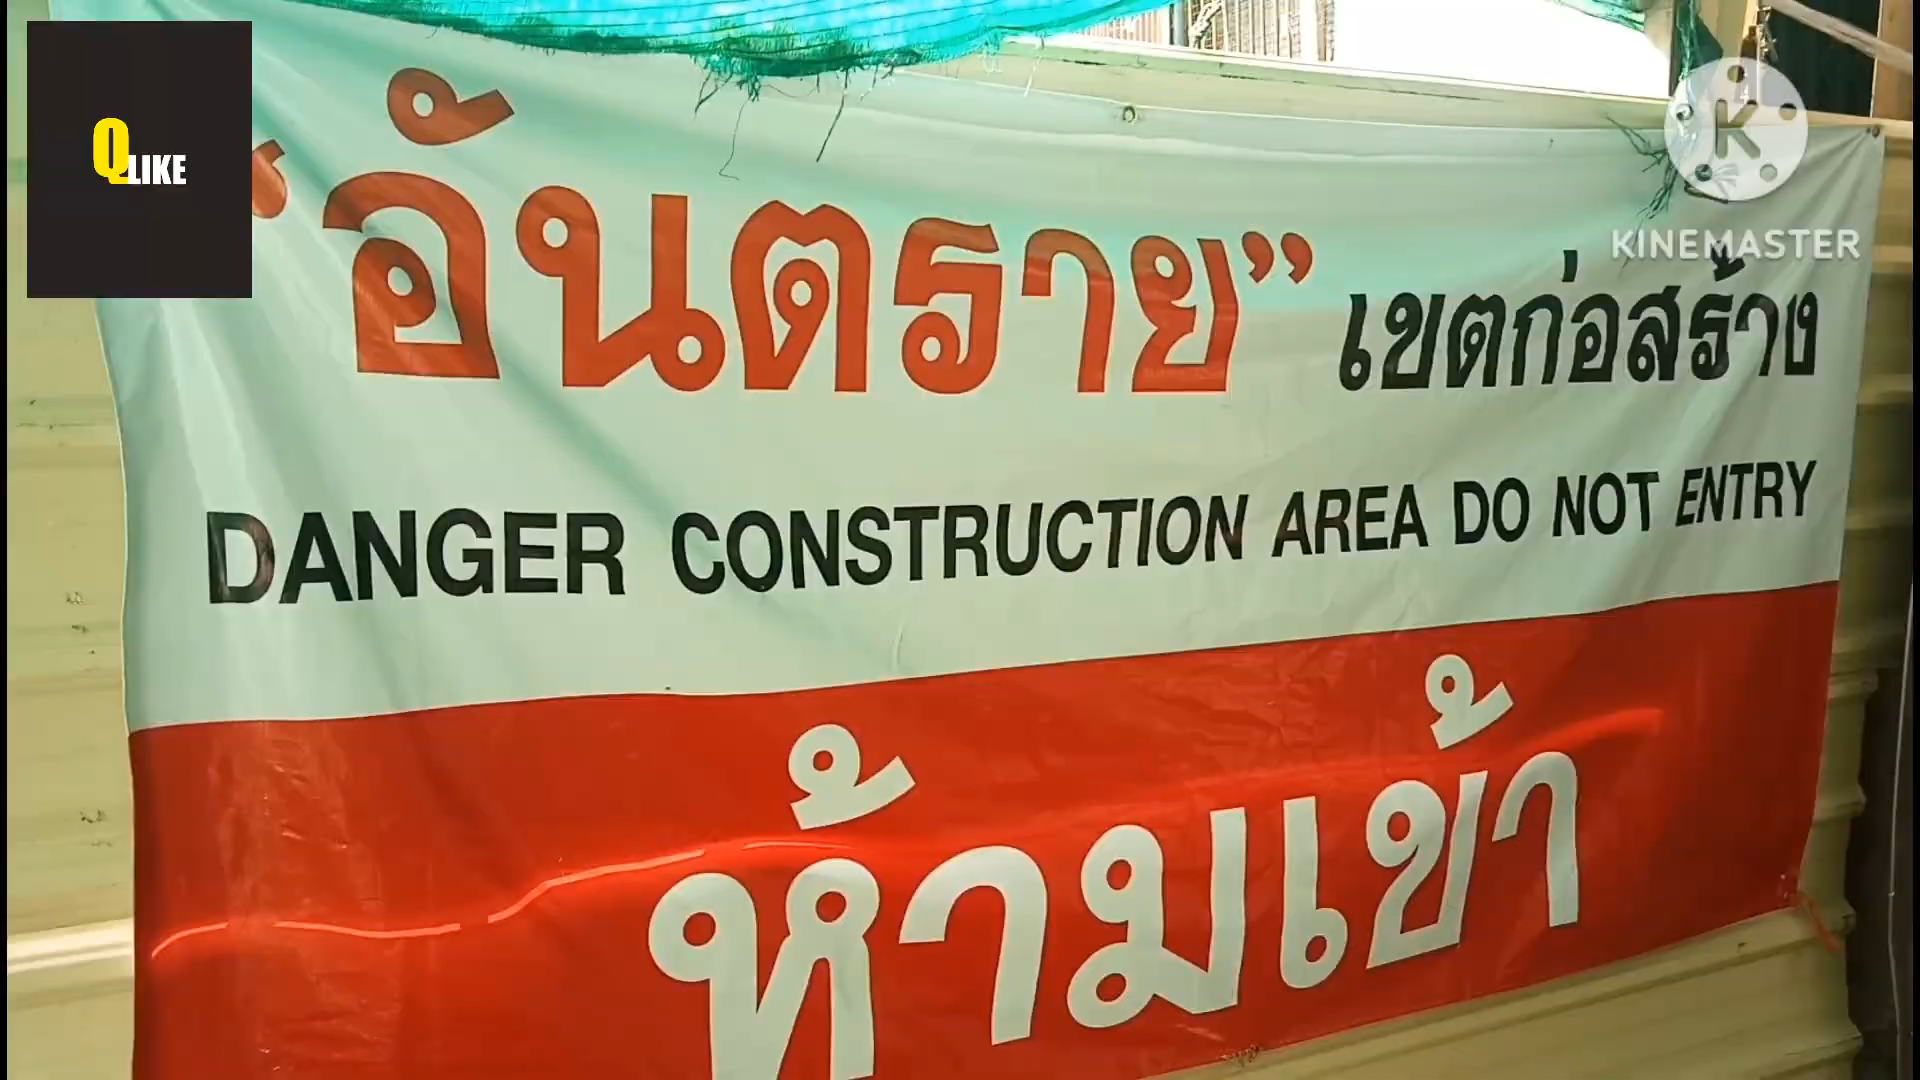 QLIKE
KINEMASTER
“อันตราย” เขตก่อสร้าง
DANGER CONSTRUCTION AREA DO NOT ENTRY
ห้ามเข้า